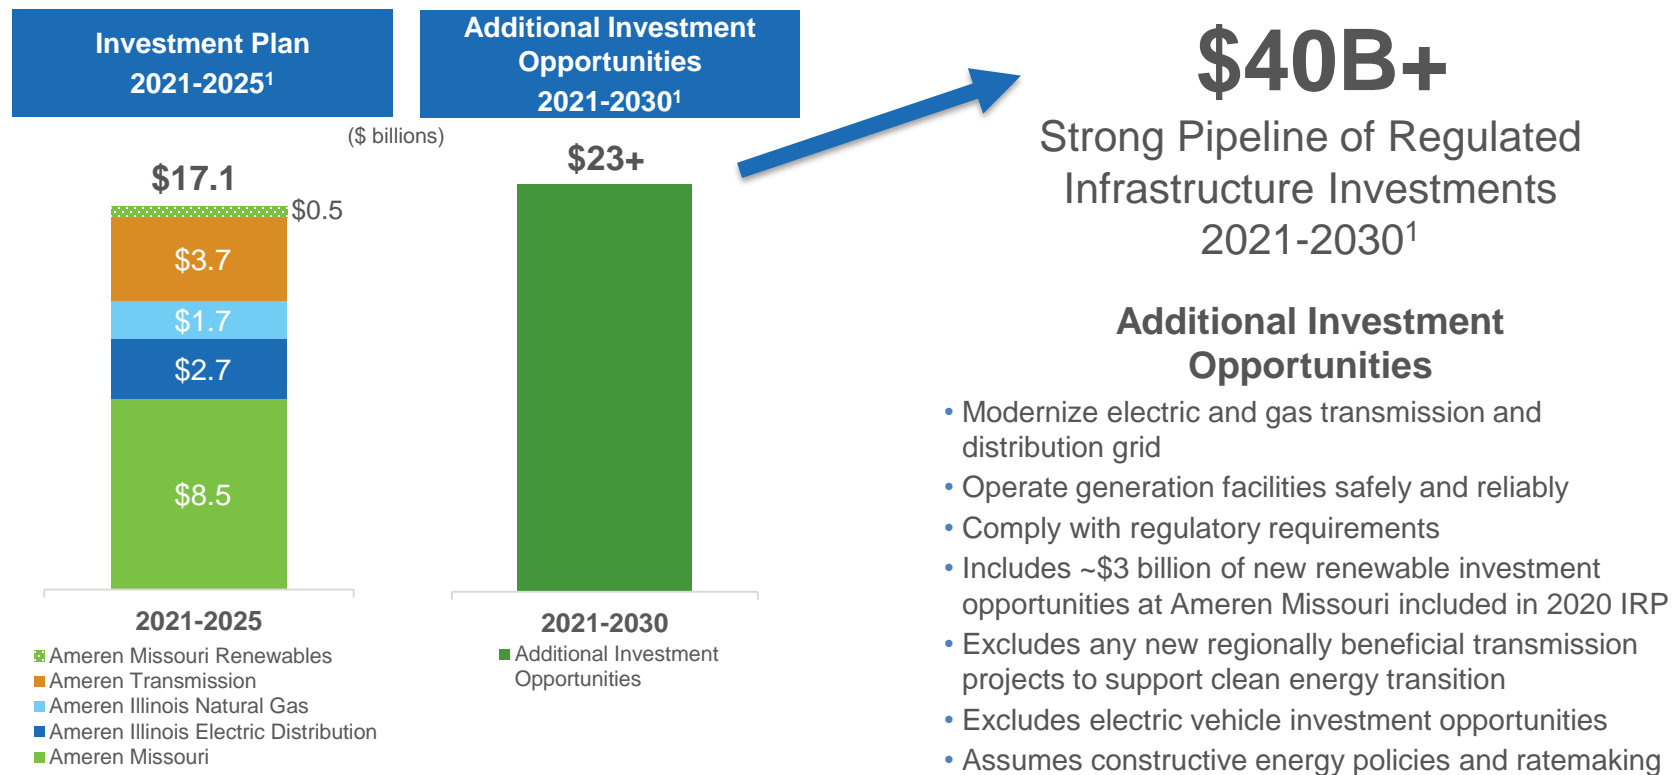 Investment Plan
2021-2025¹
Additional Investment
Opportunities
2021-2030¹
($ billions)
$17.1
$0.5
$3.7
$1.7
$2.7
$8.5
2021-2025
Ameren Missouri Renewables
Ameren Transmission
Ameren Illinois Natural Gas
Ameren Illinois Electric Distribution
Ameren Missouri
$23+
2021-2030
Additional Investment
Opportunities
$40B+
Strong Pipeline of Regulated
Infrastructure Investments
2021-2030¹
Additional Investment
Opportunities
• Modernize electric and gas transmission and
distribution grid
• Operate generation facilities safely and reliably
• Comply with regulatory requirements
• Includes ~$3 billion of new renewable investment
opportunities at Ameren Missouri included in 2020 IRP
• Excludes any new regionally beneficial transmission
projects to support clean energy transition
• Excludes electric vehicle investment opportunities
• Assumes constructive energy policies and ratemaking